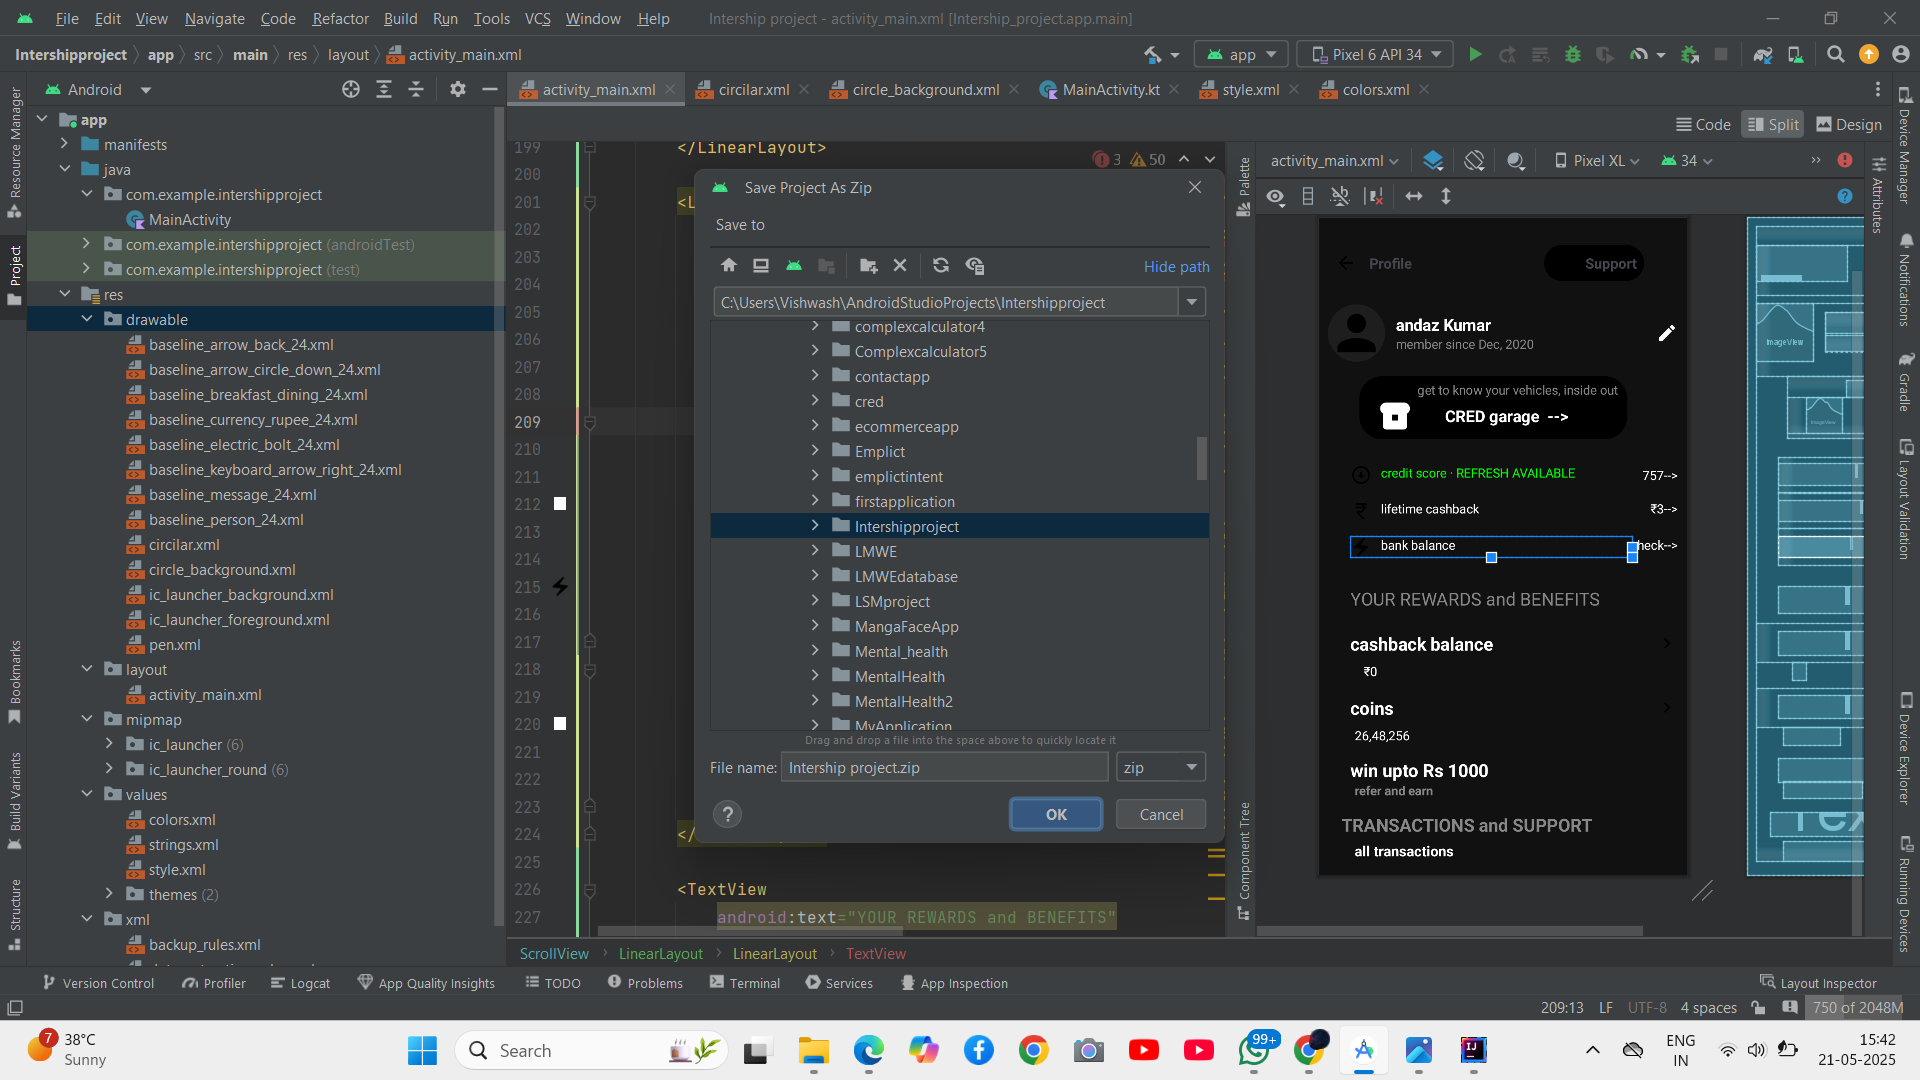 File Edit View Navigate Code Refactor Build Run Tools VCS Window Help Intership project - activity_main.xml [Intership_project.app.main]
Intershipproject app src main res layout activity_main.xml
app Pixel 6 API 34
Android
activity_main.xml circilar.xml circle_background.xml MainActivity.kt style.xml colors.xml
Code Split Design
Resource Manager
Project
Bookmarks
Build Variants
Structure
app
manifests
java
com.example.intershipproject
MainActivity
com.example.intershipproject (androidTest)
com.example.intershipproject (test)
res
drawable
baseline_arrow_back_24.xml
baseline_arrow_circle_down_24.xml
baseline_breakfast_dining_24.xml
baseline_currency_rupee_24.xml
baseline_electric_bolt_24.xml
baseline_keyboard_arrow_right_24.xml
baseline_message_24.xml
baseline_person_24.xml
circilar.xml
circle_background.xml
ic_launcher_background.xml
ic_launcher_foreground.xml
pen.xml
layout
activity_main.xml
mipmap
ic_launcher (6)
ic_launcher_round (6)
values
colors.xml
strings.xml
style.xml
themes (2)
xml
backup_rules.xml
199 </LinearLayout>
3 50
200
201 <L
202
203
204
205
206
207
208
209
210
211
212
213
214
215
216
217
218
219
220
221
222
223
224 </
225
226 <TextView
227 android:text="YOUR REWARDS and BENEFITS"
Save Project As Zip
Save to
Hide path
C:\Users\Vishwash\AndroidStudioProjects\Intershipproject
complexcalculator4
Complexcalculator5
contactapp
cred
ecommerceapp
Emplict
emplictintent
firstapplication
Intershipproject
LMWE
LMWEdatabase
LSMproject
MangaFaceApp
Mental_health
MentalHealth
MentalHealth2
MyApplication
Drag and drop a file into the space above to quickly locate it
File name: Intership project.zip zip
? OK Cancel
Palette
Component Tree
activity_main.xml Pixel XL 34
Profile Support
andaz Kumar
member since Dec, 2020
get to know your vehicles, inside out
CRED garage -->
credit score · REFRESH AVAILABLE 757-->
lifetime cashback ₹3-->
bank balance heck-->
YOUR REWARDS and BENEFITS
cashback balance
₹0
coins
26,48,256
win upto Rs 1000
refer and earn
TRANSACTIONS and SUPPORT
all transactions
ImageView
ImageView
Tex
Device Manager
Attributes
Notifications
Gradle
Layout Validation
Device Explorer
Running Devices
ScrollView LinearLayout LinearLayout TextView
Version Control Profiler Logcat App Quality Insights TODO Problems Terminal Services App Inspection Layout Inspector
209:13 LF UTF-8 4 spaces 750 of 2048M
7 38°C
Sunny
Search
99+
ENG
IN
15:42
21-05-2025